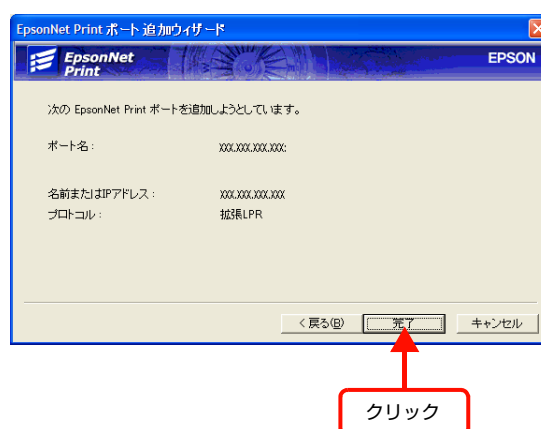 EpsonNet Print ポート追加ウィザード
EpsonNet
Print
EPSON
次の EpsonNet Print ポートを追加しようとしています。
ポート名： XXX.XXX.XXX.XXX:
名前またはIPアドレス： XXX.XXX.XXX.XXX
プロトコル： 拡張LPR
< 戻る(B) 完了 キャンセル
クリック